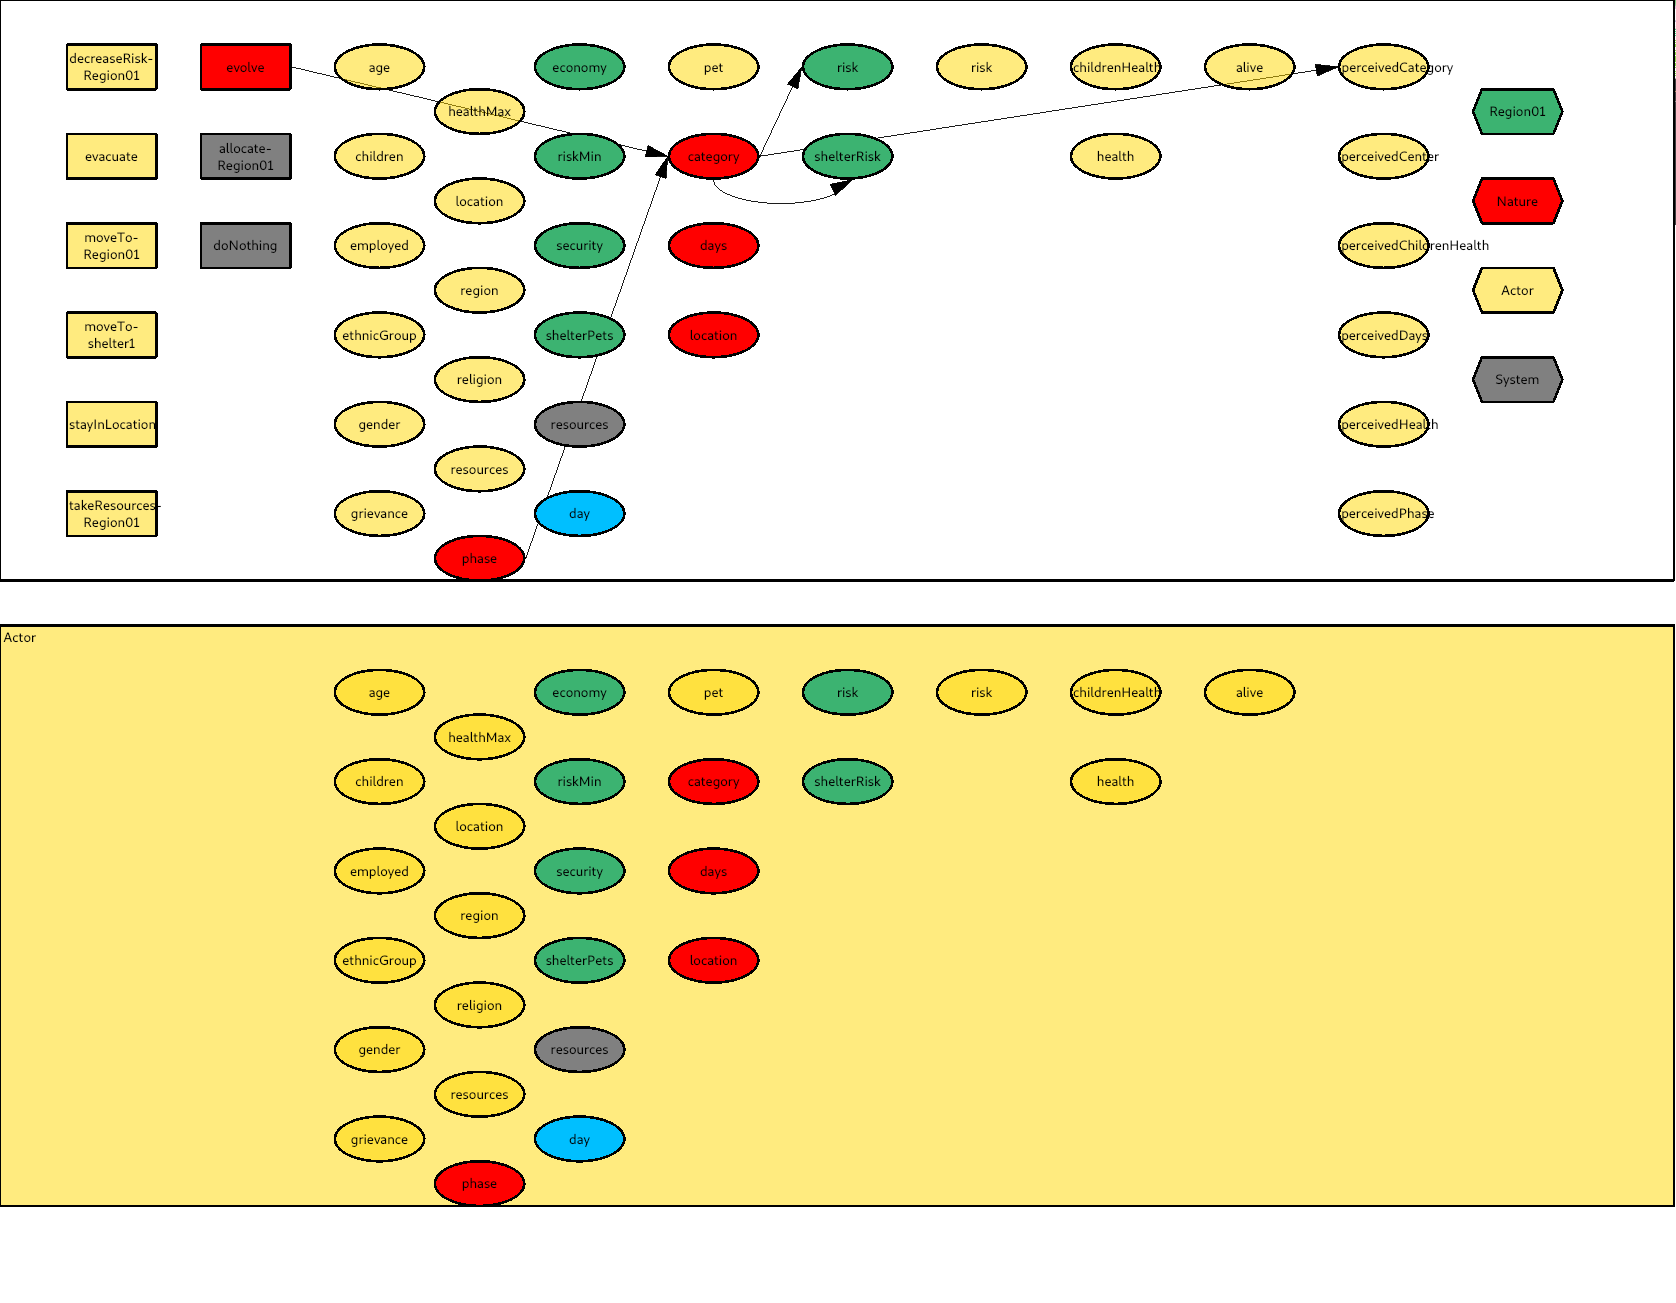 decreaseRisk-
Region01
evolve
age
economy
pet
risk
risk
childrenHealth
alive
perceivedCategory
healthMax
Region01
evacuate
allocate-
Region01
children
riskMin
category
shelterRisk
health
perceivedCenter
location
Nature
moveTo-
Region01
doNothing
employed
security
days
perceivedChildrenHealth
region
Actor
moveTo-
shelter1
ethnicGroup
shelterPets
location
perceivedDays
religion
System
stayInLocation
gender
resources
perceivedHealth
resources
takeResources-
Region01
grievance
day
perceivedPhase
phase
Actor
age
economy
pet
risk
risk
childrenHealth
alive
healthMax
children
riskMin
category
shelterRisk
health
location
employed
security
days
region
ethnicGroup
shelterPets
location
religion
gender
resources
resources
grievance
day
phase